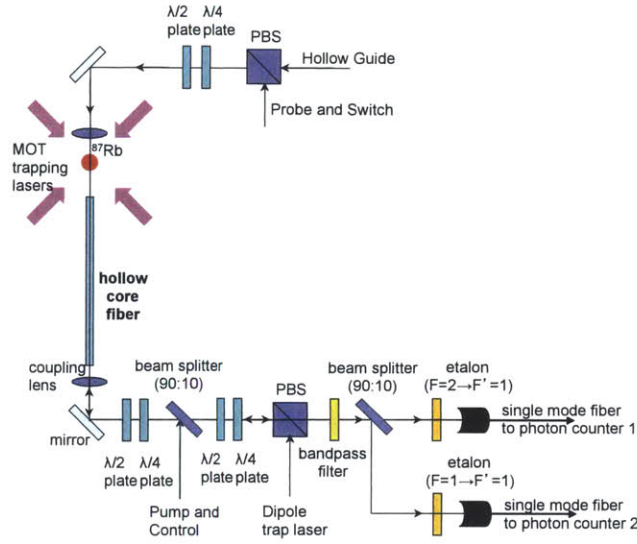 λ/2 λ/4
plate plate
PBS
Hollow Guide
Probe and Switch
MOT
trapping
lasers
⁸⁷Rb
hollow
core
fiber
coupling
lens
mirror
beam splitter
(90:10)
PBS
beam splitter
(90:10)
etalon
(F=2→F'=1)
single mode fiber
to photon counter 1
λ/2 λ/4
plate plate
λ/2 λ/4
plate plate
bandpass
filter
Pump and
Control
Dipole
trap laser
etalon
(F=1→F'=1)
single mode fiber
to photon counter 2